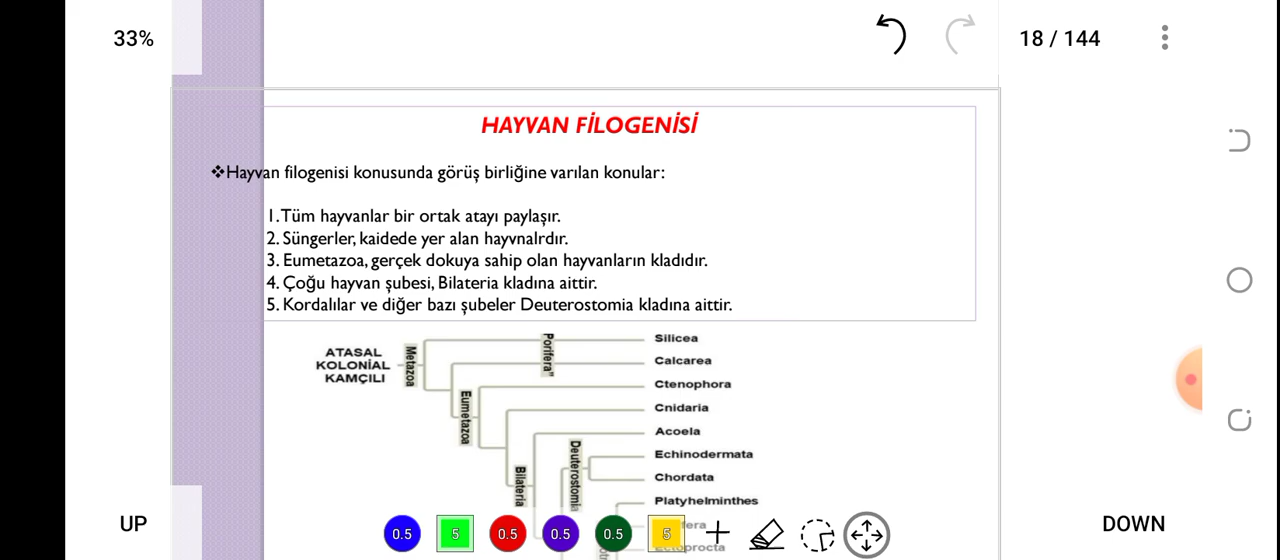 33%
18 / 144
HAYVAN FİLOGENİSİ
❖Hayvan filogenisi konusunda görüş birliğine varılan konular:
1. Tüm hayvanlar bir ortak atayı paylaşır.
2. Süngerler, kaidede yer alan hayvnalrdır.
3. Eumetazoa, gerçek dokuya sahip olan hayvanların kladıdır.
4. Çoğu hayvan şubesi, Bilateria kladına aittir.
5. Kordalılar ve diğer bazı şubeler Deuterostomia kladına aittir.
ATASAL
KOLONİAL
KAMÇILI
Metazoa
Porifera"
Silicea
Calcarea
Eumetazoa
Ctenophora
Cnidaria
Bilateria
Acoela
Deuterostomia
Echinodermata
Chordata
Platyhelminthes
UP
0.5
5
0.5
0.5
0.5
5
DOWN